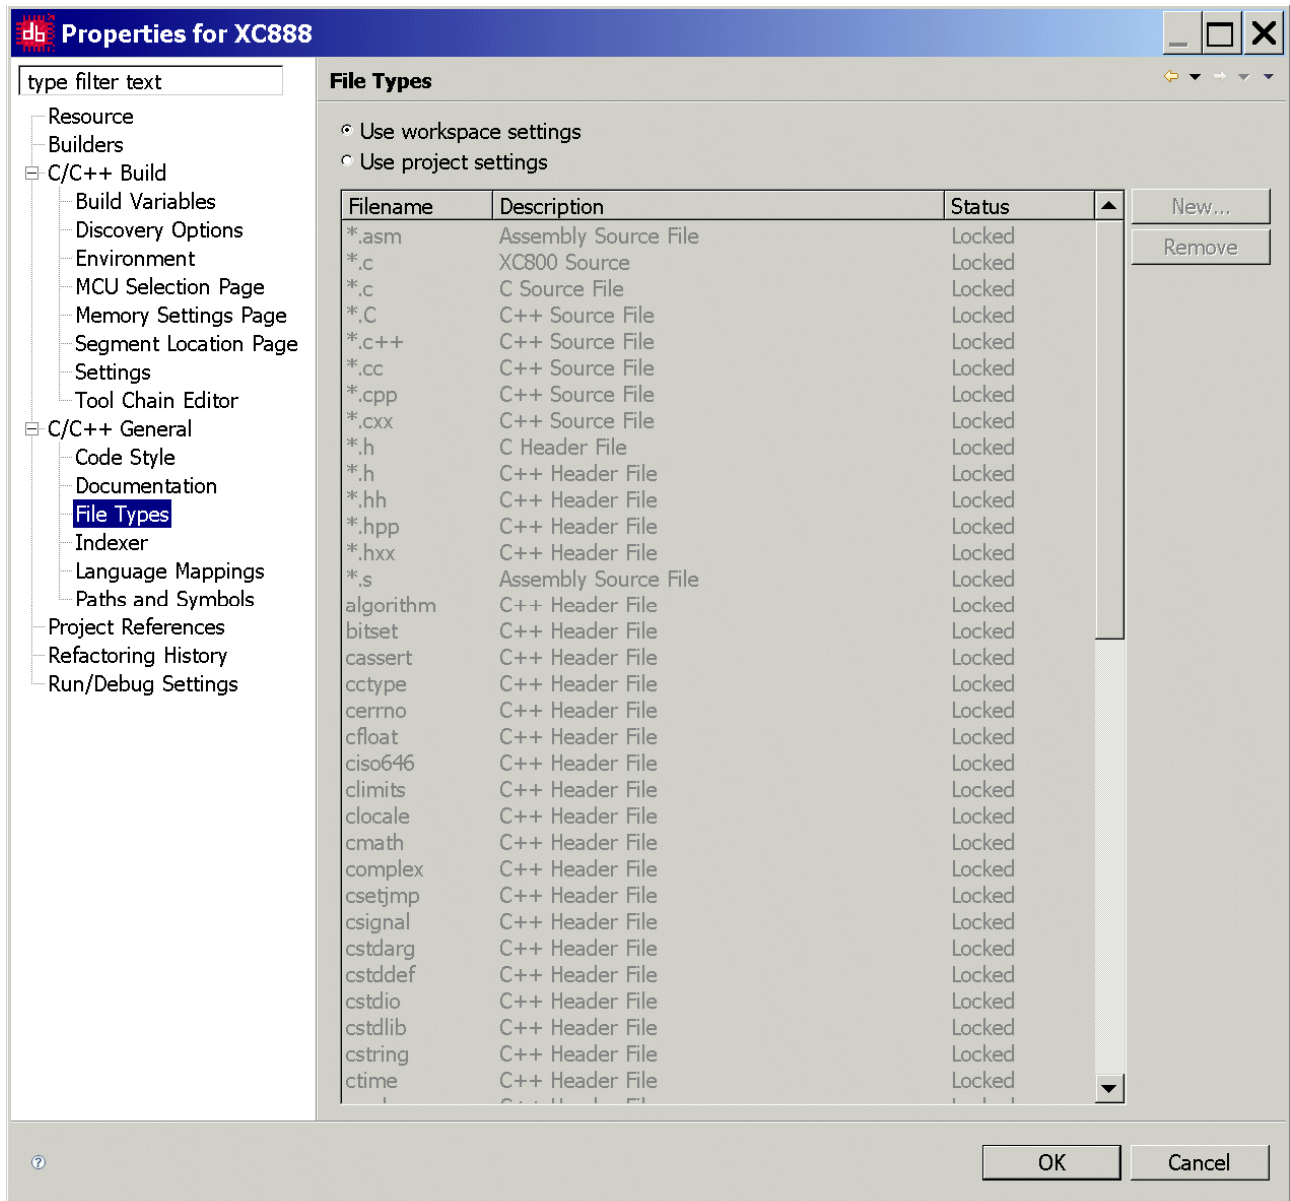 db Properties for XC888
type filter text
Resource
Builders
C/C++ Build
Build Variables
Discovery Options
Environment
MCU Selection Page
Memory Settings Page
Segment Location Page
Settings
Tool Chain Editor
C/C++ General
Code Style
Documentation
File Types
Indexer
Language Mappings
Paths and Symbols
Project References
Refactoring History
Run/Debug Settings
File Types
Use workspace settings
Use project settings
Filename Description Status
*.asm Assembly Source File Locked
*.c XC800 Source Locked
*.c C Source File Locked
*.C C++ Source File Locked
*.c++ C++ Source File Locked
*.cc C++ Source File Locked
*.cpp C++ Source File Locked
*.cxx C++ Source File Locked
*.h C Header File Locked
*.h C++ Header File Locked
*.hh C++ Header File Locked
*.hpp C++ Header File Locked
*.hxx C++ Header File Locked
*.s Assembly Source File Locked
algorithm C++ Header File Locked
bitset C++ Header File Locked
cassert C++ Header File Locked
cctype C++ Header File Locked
cerrno C++ Header File Locked
cfloat C++ Header File Locked
ciso646 C++ Header File Locked
climits C++ Header File Locked
clocale C++ Header File Locked
cmath C++ Header File Locked
complex C++ Header File Locked
csetjmp C++ Header File Locked
csignal C++ Header File Locked
cstdarg C++ Header File Locked
cstddef C++ Header File Locked
cstdio C++ Header File Locked
cstdlib C++ Header File Locked
cstring C++ Header File Locked
ctime C++ Header File Locked
New...
Remove
?
OK Cancel